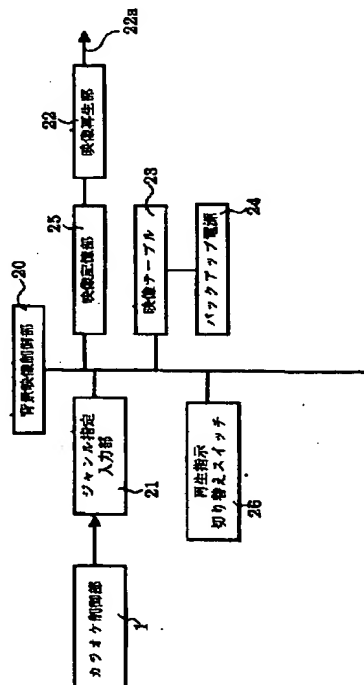 20
背景映像制御部
カラオケ制御部
1
ジャンル指定
入力部
21
25
映像記憶部
22
映像再生部
22a
映像テーブル
23
バックアップ電源
24
再生指示
切り替えスイッチ
26